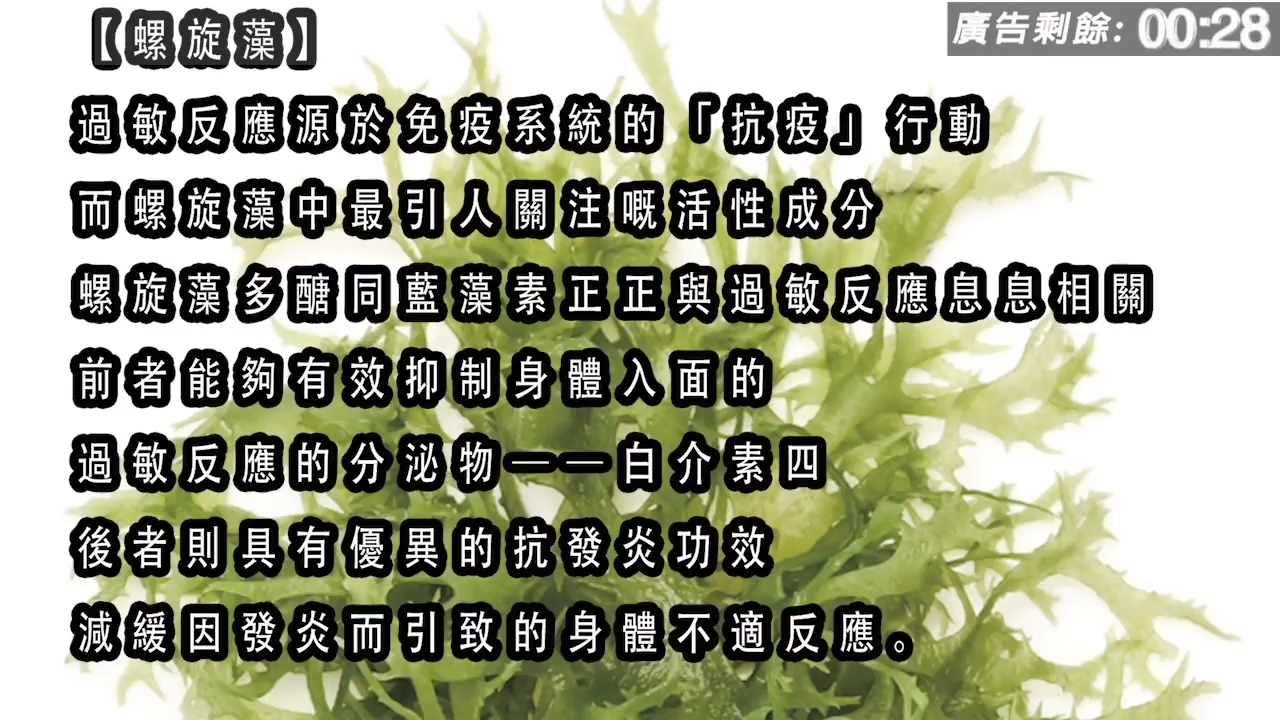 【螺旋藻】
廣告剩餘: 00:28
過敏反應源於免疫系統的『抗疫』行動
而螺旋藻中最引人關注嘅活性成分
螺旋藻多醣同藍藻素正正與過敏反應息息相關
前者能夠有效抑制身體入面的
過敏反應的分泌物——白介素四
後者則具有優異的抗發炎功效
減緩因發炎而引致的身體不適反應。